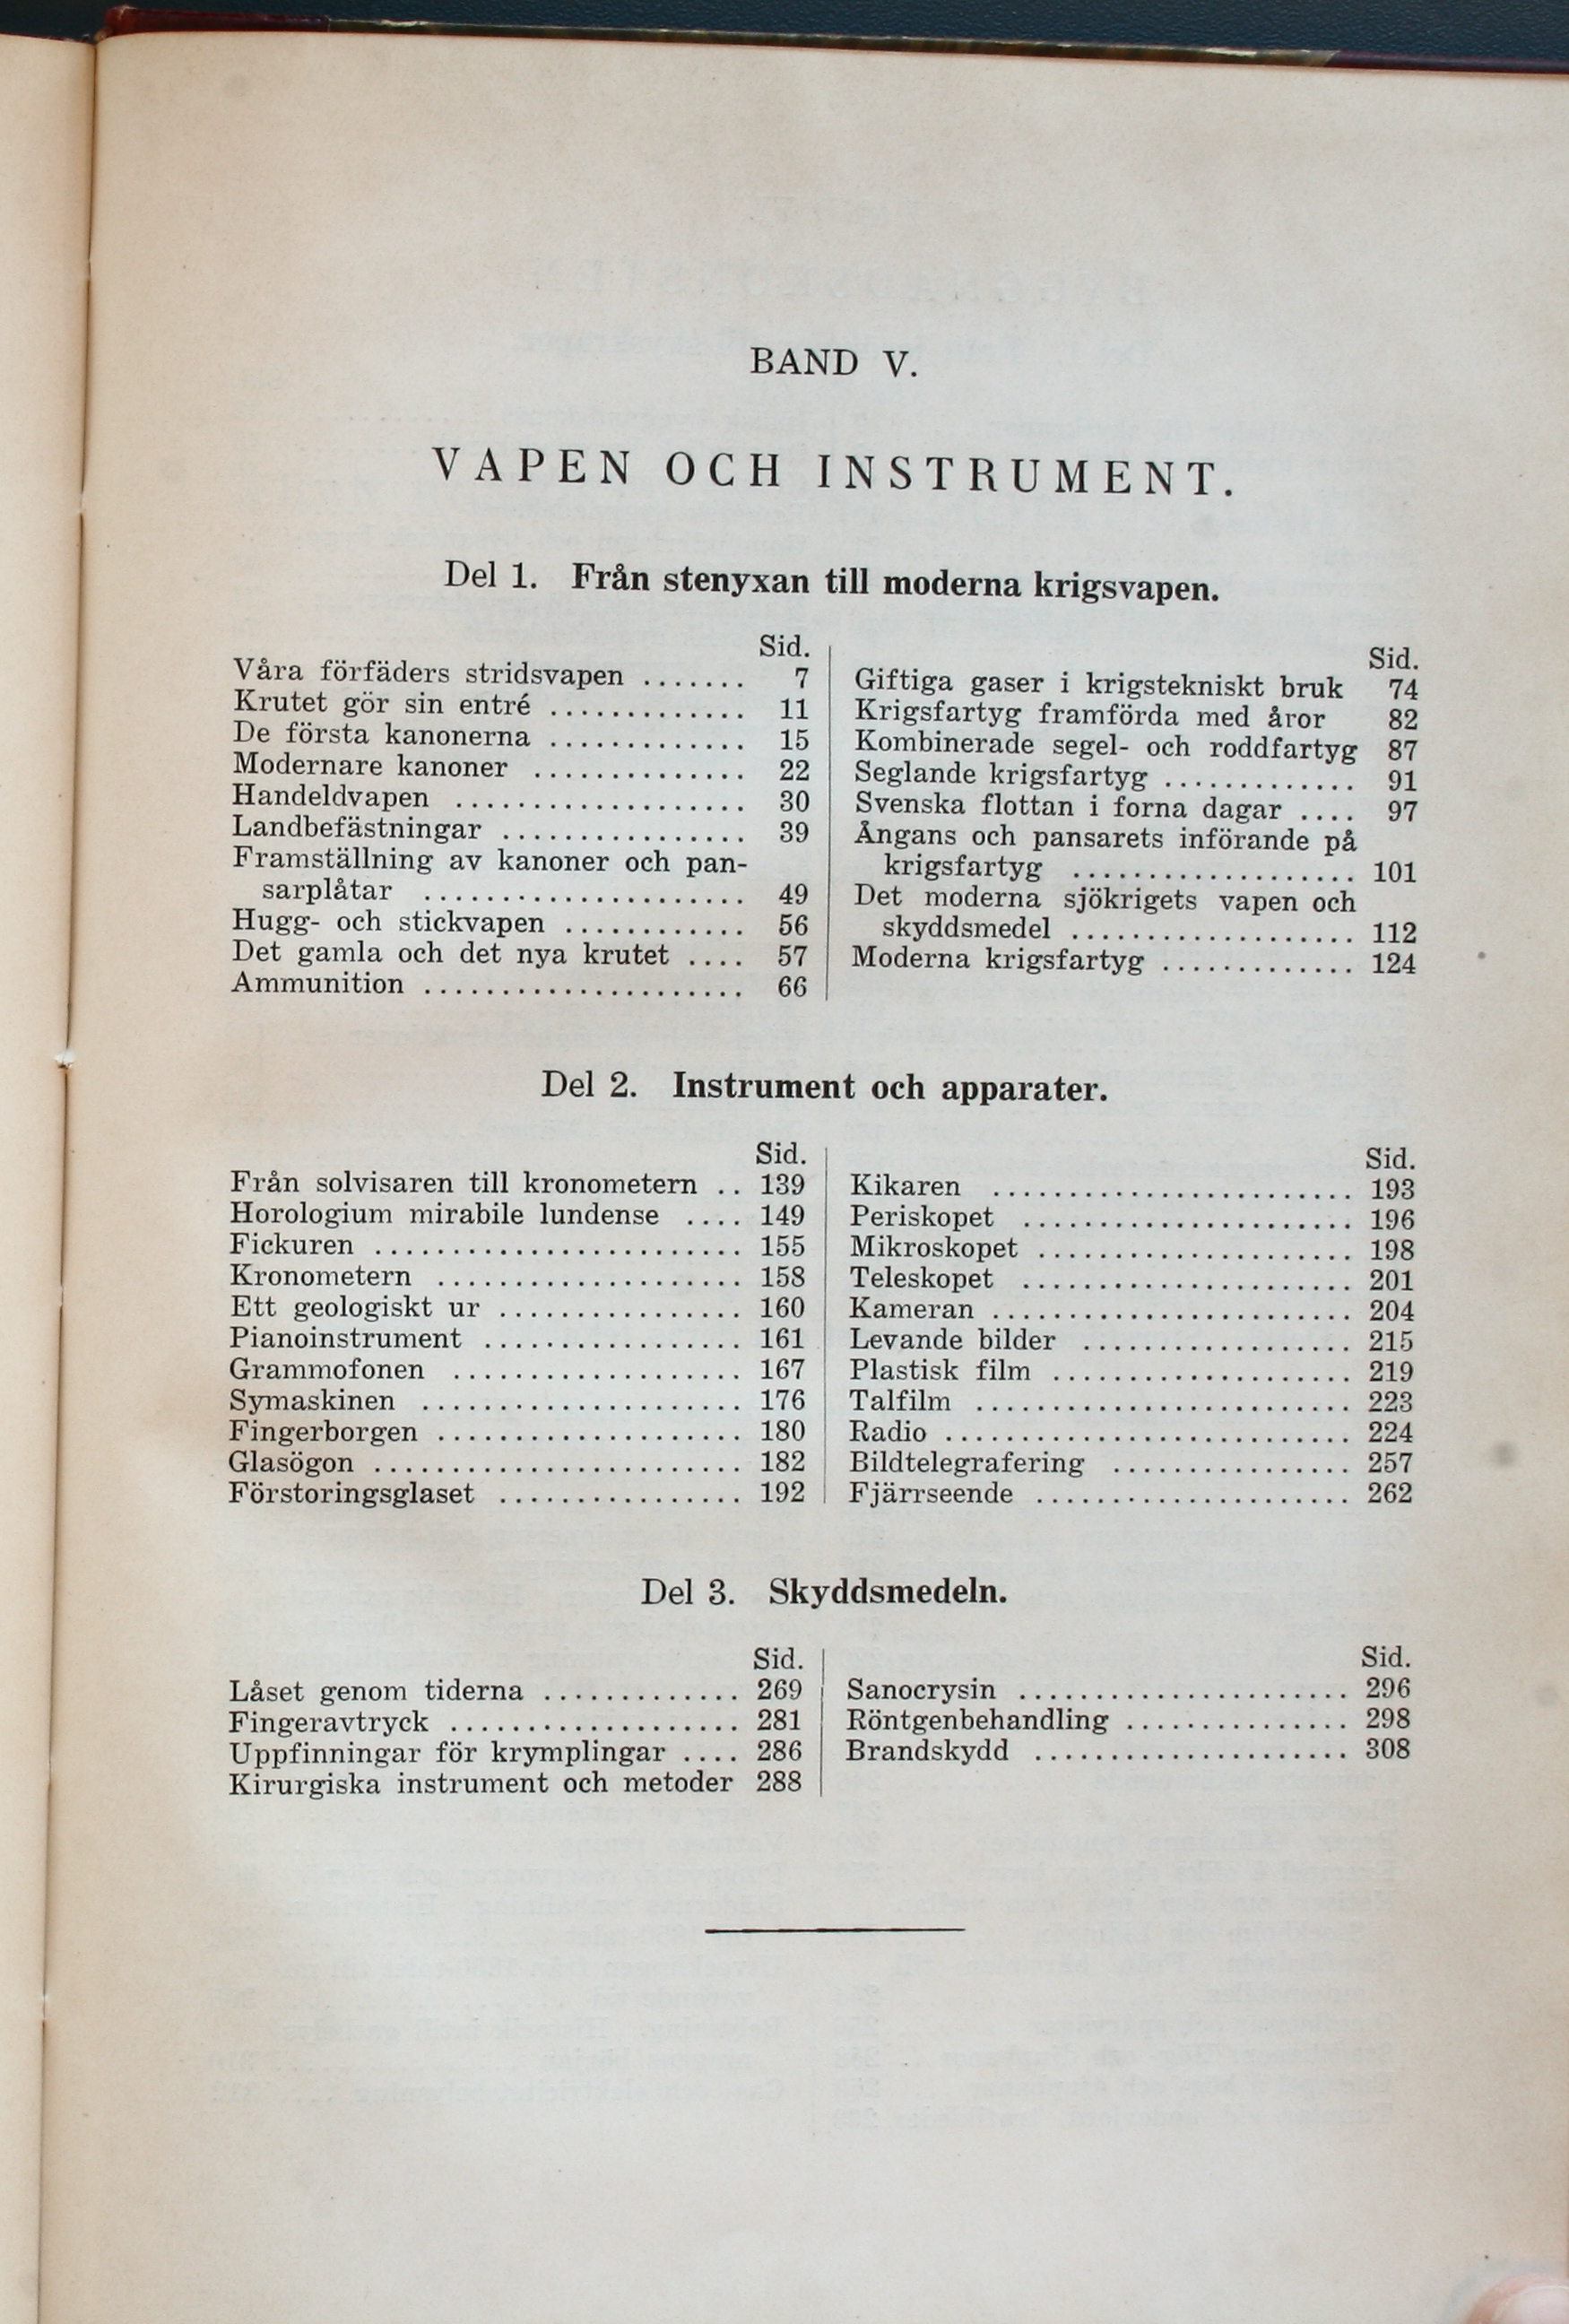 BAND V.
VAPEN OCH INSTRUMENT.
Del 1. Från stenyxan till moderna krigsvapen.
Sid.
Våra förfäders stridsvapen ....... 7
Krutet gör sin entré ............. 11
De första kanonerna ............. 15
Modernare kanoner .............. 22
Handeldvapen ................... 30
Landbefästningar ................ 39
Framställning av kanoner och pan-
sarplåtar ..................... 49
Hugg- och stickvapen ............ 56
Det gamla och det nya krutet .... 57
Ammunition ..................... 66
Sid.
Giftiga gaser i krigstekniskt bruk 74
Krigsfartyg framförda med åror 82
Kombinerade segel- och roddfartyg 87
Seglande krigsfartyg ............. 91
Svenska flottan i forna dagar .... 97
Ångans och pansarets införande på
krigsfartyg ................... 101
Det moderna sjökrigets vapen och
skyddsmedel ................... 112
Moderna krigsfartyg ............. 124
Del 2. Instrument och apparater.
Sid.
Från solvisaren till kronometern .. 139
Horologium mirabile lundense .... 149
Fickuren ........................ 155
Kronometern .................... 158
Ett geologiskt ur ................ 160
Pianoinstrument ................. 161
Grammofonen ................... 167
Symaskinen ..................... 176
Fingerborgen .................... 180
Glasögon ........................ 182
Förstoringsglaset ................ 192
Sid.
Kikaren ........................ 193
Periskopet ...................... 196
Mikroskopet ..................... 198
Teleskopet ...................... 201
Kameran ........................ 204
Levande bilder .................. 215
Plastisk film .................... 219
Talfilm ......................... 223
Radio ........................... 224
Bildtelegrafering ................ 257
Fjärrseende ..................... 262
Del 3. Skyddsmedeln.
Sid.
Låset genom tiderna ............. 269
Fingeravtryck ................... 281
Uppfinningar för krymplingar .... 286
Kirurgiska instrument och metoder 288
Sid.
Sanocrysin ...................... 296
Röntgenbehandling ............... 298
Brandskydd ..................... 308